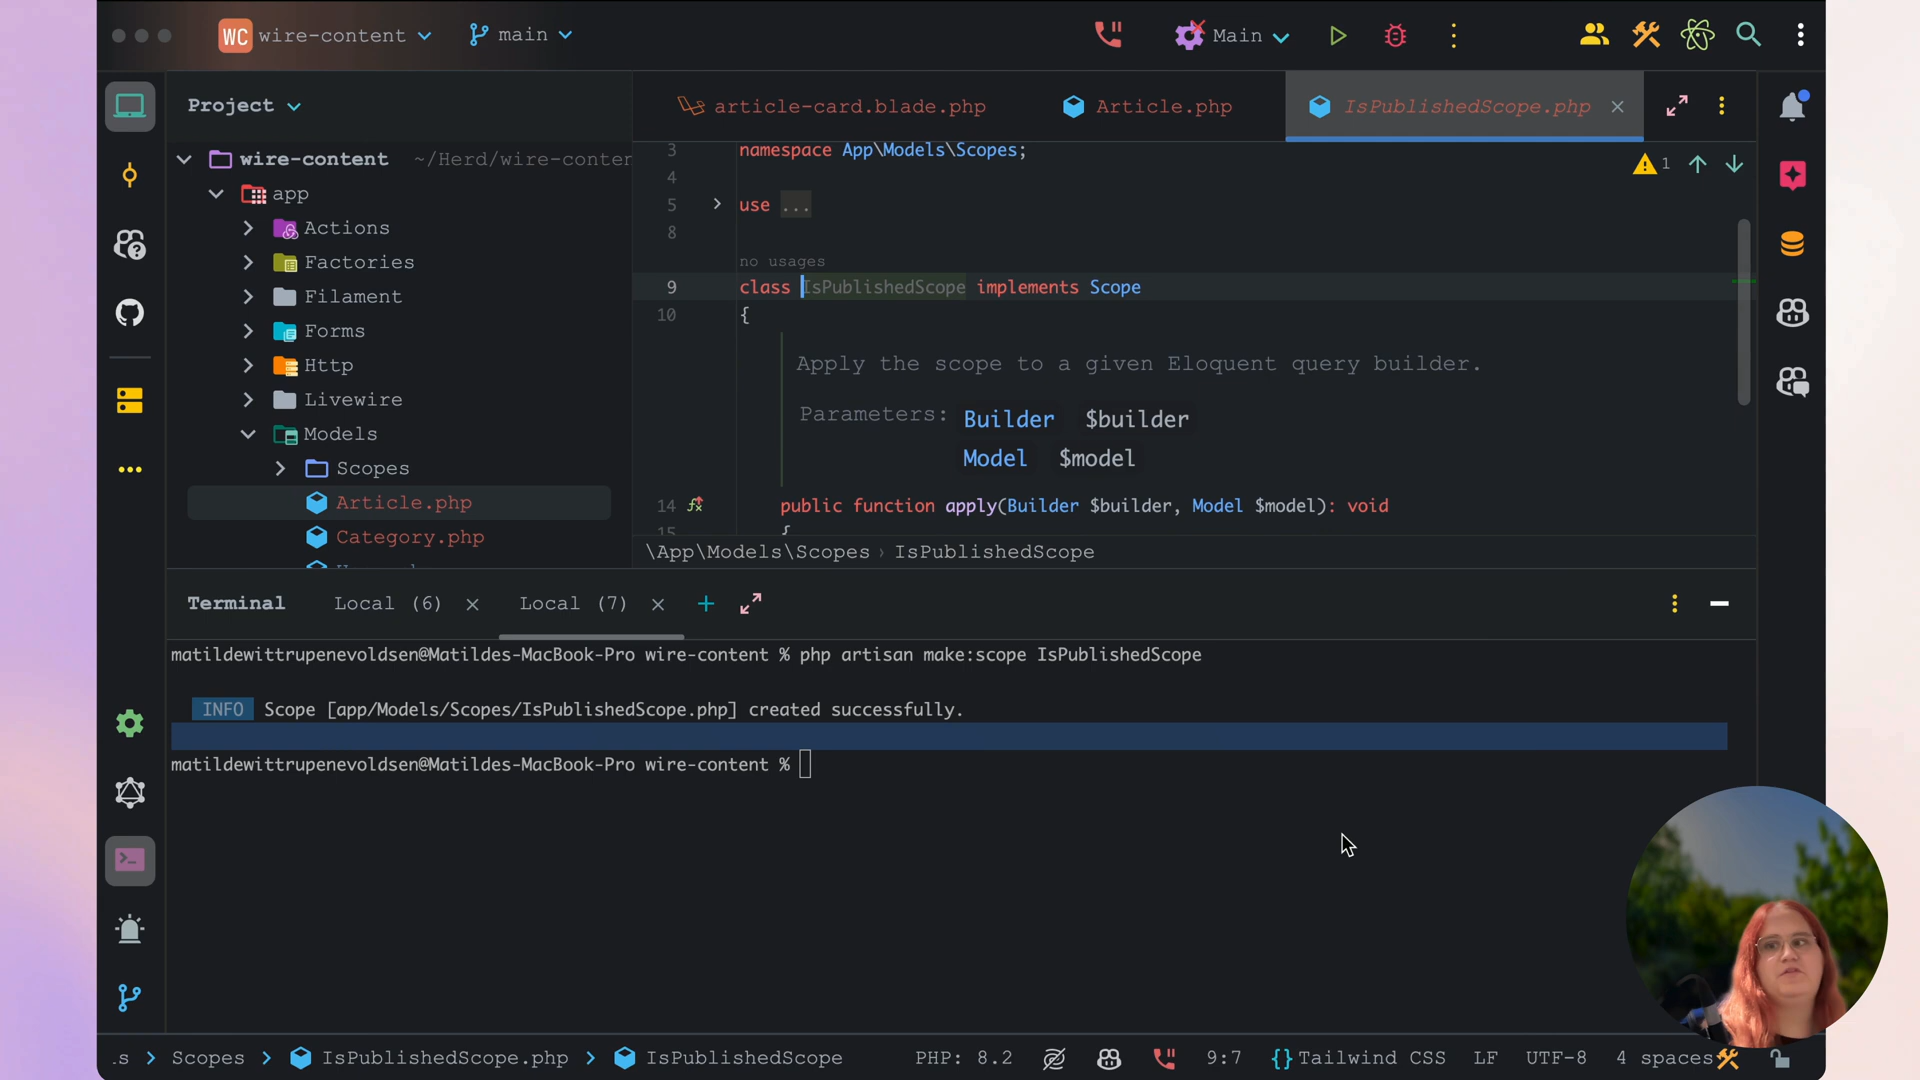 WC wire-content main Main
Project
article-card.blade.php Article.php IsPublishedScope.php
wire-content ~/Herd/wire-conten
app
Actions
Factories
Filament
Forms
Http
Livewire
Models
Scopes
Article.php
Category.php
3 namespace App\Models\Scopes;
4
5 use ...
8
no usages
9 class IsPublishedScope implements Scope
10 {
Apply the scope to a given Eloquent query builder.
Parameters: Builder $builder
Model $model
14 public function apply(Builder $builder, Model $model): void
15 {
1
\App\Models\Scopes › IsPublishedScope
Terminal Local (6) Local (7)
matildewittrupenevoldsen@Matildes-MacBook-Pro wire-content % php artisan make:scope IsPublishedScope
INFO Scope [app/Models/Scopes/IsPublishedScope.php] created successfully.
matildewittrupenevoldsen@Matildes-MacBook-Pro wire-content %
.s > Scopes > IsPublishedScope.php > IsPublishedScope PHP: 8.2 9:7 {} Tailwind CSS LF UTF-8 4 spaces